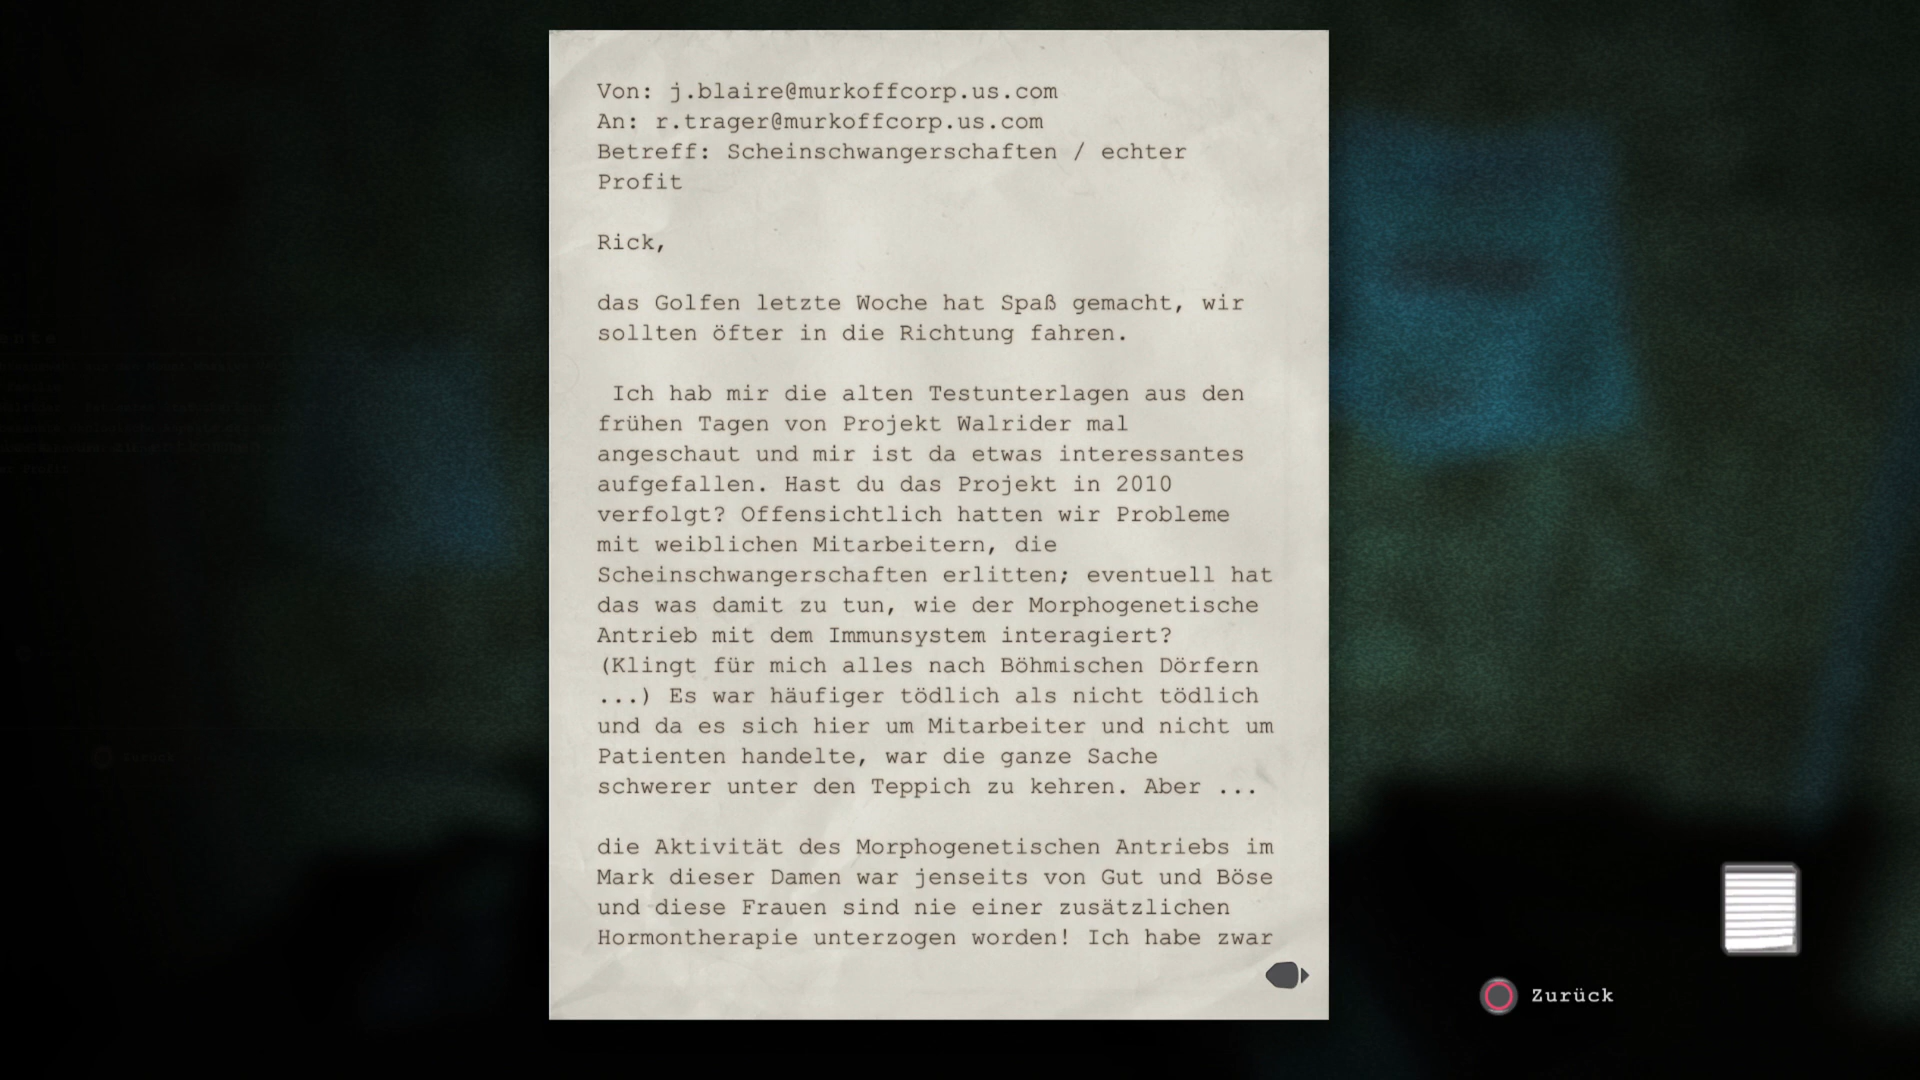 Von: j.blaire@murkoffcorp.us.com
An: r.trager@murkoffcorp.us.com
Betreff: Scheinschwangerschaften / echter
Profit
Rick,
das Golfen letzte Woche hat Spaß gemacht, wir
sollten öfter in die Richtung fahren.
Ich hab mir die alten Testunterlagen aus den
frühen Tagen von Projekt Walrider mal
angeschaut und mir ist da etwas interessantes
aufgefallen. Hast du das Projekt in 2010
verfolgt? Offensichtlich hatten wir Probleme
mit weiblichen Mitarbeitern, die
Scheinschwangerschaften erlitten; eventuell hat
das was damit zu tun, wie der Morphogenetische
Antrieb mit dem Immunsystem interagiert?
(Klingt für mich alles nach Böhmischen Dörfern
...) Es war häufiger tödlich als nicht tödlich
und da es sich hier um Mitarbeiter und nicht um
Patienten handelte, war die ganze Sache
schwerer unter den Teppich zu kehren. Aber ...
die Aktivität des Morphogenetischen Antriebs im
Mark dieser Damen war jenseits von Gut und Böse
und diese Frauen sind nie einer zusätzlichen
Hormontherapie unterzogen worden! Ich habe zwar
Zurück